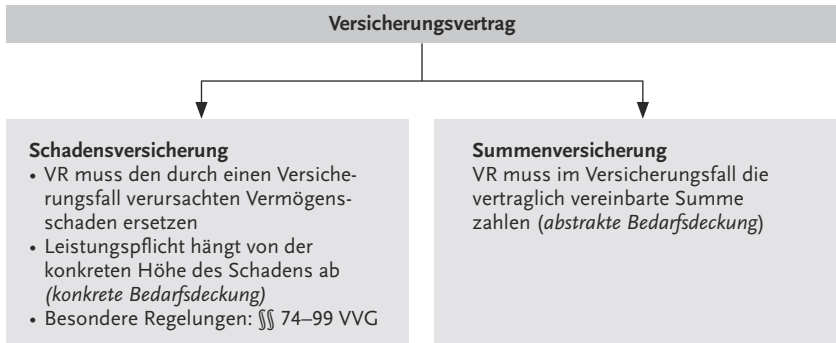 Versicherungsvertrag
Schadensversicherung
• VR muss den durch einen Versiche-
rungsfall verursachten Vermögens-
schaden ersetzen
• Leistungspflicht hängt von der
konkreten Höhe des Schadens ab
(konkrete Bedarfsdeckung)
• Besondere Regelungen: §§ 74–99 VVG
Summenversicherung
VR muss im Versicherungsfall die
vertraglich vereinbarte Summe
zahlen (abstrakte Bedarfsdeckung)